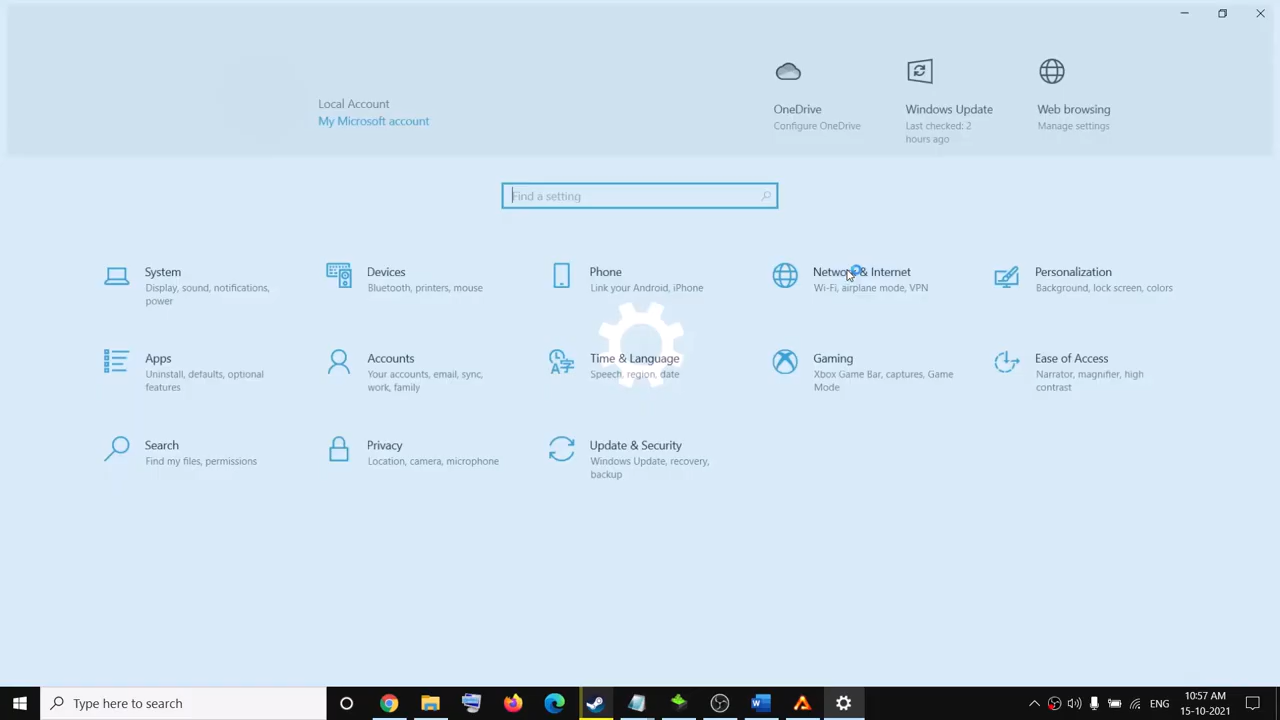 Local Account
My Microsoft account
OneDrive
Configure OneDrive
Windows Update
Last checked: 2
hours ago
Web browsing
Manage settings
Find a setting
System
Display, sound, notifications,
power
Devices
Bluetooth, printers, mouse
Phone
Link your Android, iPhone
Network & Internet
Wi-Fi, airplane mode, VPN
Personalization
Background, lock screen, colors
Apps
Uninstall, defaults, optional
features
Accounts
Your accounts, email, sync,
work, family
Time & Language
Speech, region, date
Gaming
Xbox Game Bar, captures, Game
Mode
Ease of Access
Narrator, magnifier, high
contrast
Search
Find my files, permissions
Privacy
Location, camera, microphone
Update & Security
Windows Update, recovery,
backup
Type here to search
ENG
10:57 AM
15-10-2021